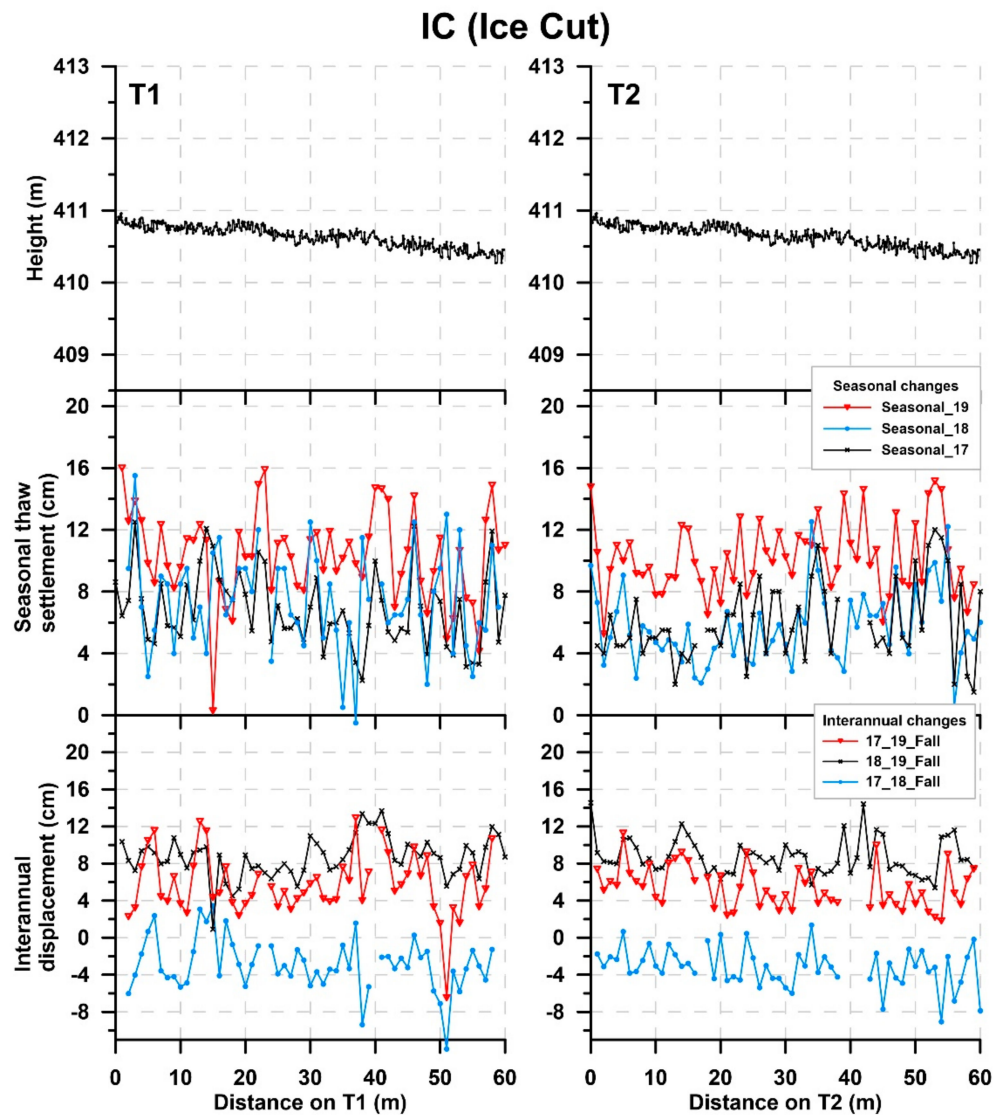 IC (Ice Cut)
T1
T2
Height (m)
413
412
411
410
409
413
412
411
410
409
Seasonal thaw
settlement (cm)
20
16
12
8
4
0
20
16
12
8
4
0
Seasonal changes
Seasonal_19
Seasonal_18
Seasonal_17
Interannual
displacement (cm)
20
16
12
8
4
0
-4
-8
20
16
12
8
4
0
-4
-8
Interannual changes
17_19_Fall
18_19_Fall
17_18_Fall
0 10 20 30 40 50 60
Distance on T1 (m)
0 10 20 30 40 50 60
Distance on T2 (m)